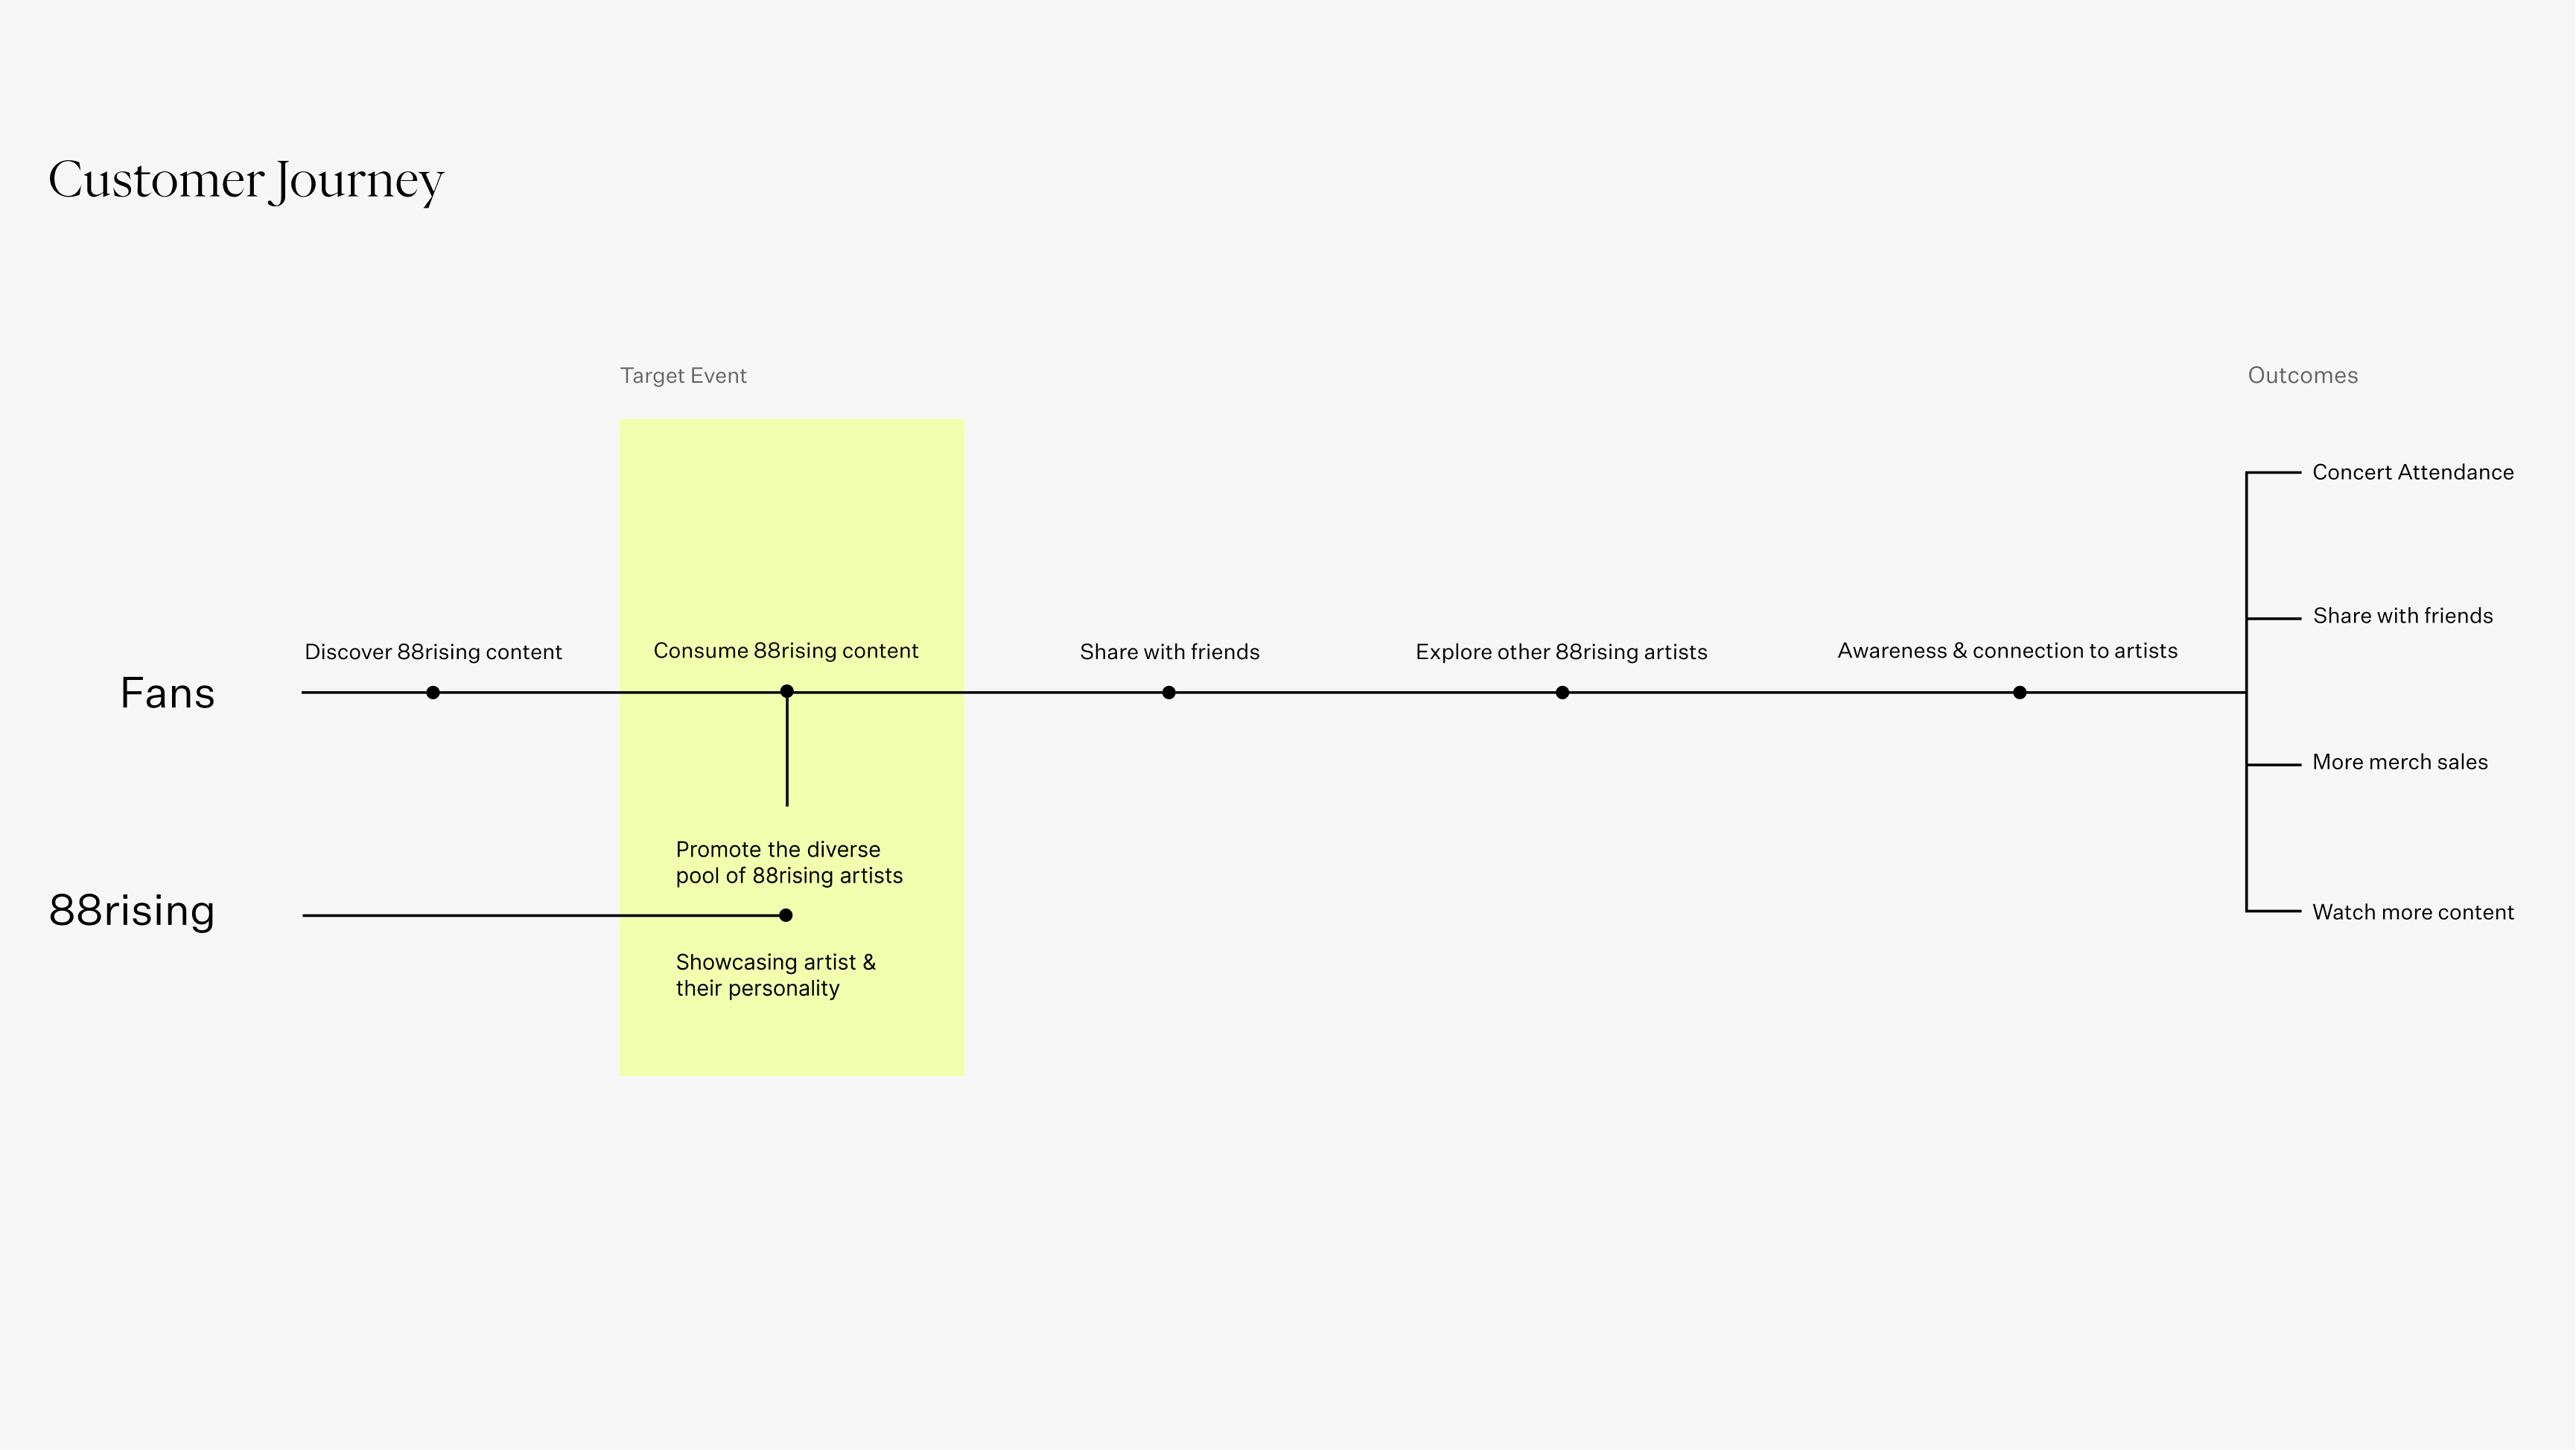 Customer Journey
Target Event
Outcomes
Concert Attendance
Share with friends
More merch sales
Watch more content
Fans
Discover 88rising content
Consume 88rising content
Share with friends
Explore other 88rising artists
Awareness & connection to artists
88rising
Promote the diverse
pool of 88rising artists
Showcasing artist &
their personality